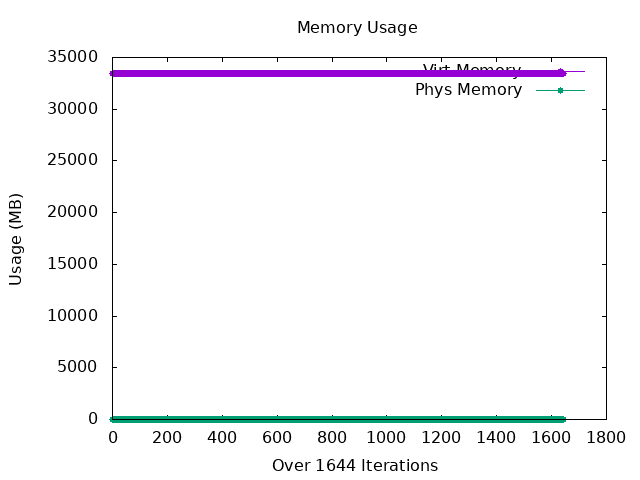 Memory Usage
35000
30000
25000
20000
15000
10000
5000
0
Usage (MB)
Virt Memory
Phys Memory
0 200 400 600 800 1000 1200 1400 1600 1800
Over 1644 Iterations